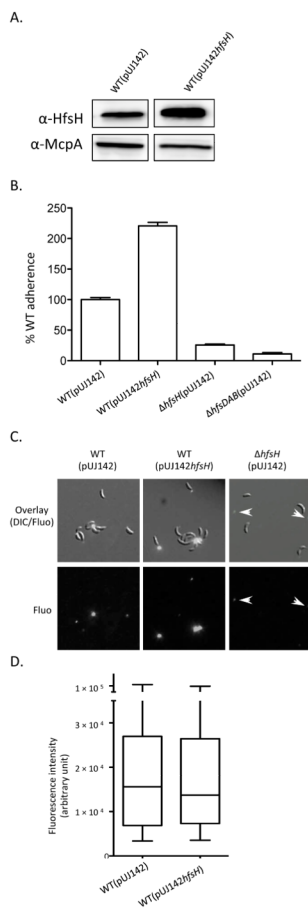 A.
WT(pUJ142)
WT(pUJ142hfsH)
α-HfsH
α-McpA
B.
% WT adherence
250
200
150
100
50
0
WT(pUJ142)
WT(pUJ142hfsH)
ΔhfsH(pUJ142)
ΔhfsDAB(pUJ142)
C.
WT
(pUJ142)
WT
(pUJ142hfsH)
ΔhfsH
(pUJ142)
Overlay
(DIC/Fluo)
Fluo
D.
Fluorescence intensity
(arbitrary unit)
1 × 10⁵
3 × 10⁴
2 × 10⁴
1 × 10⁴
0
WT(pUJ142)
WT(pUJ142hfsH)